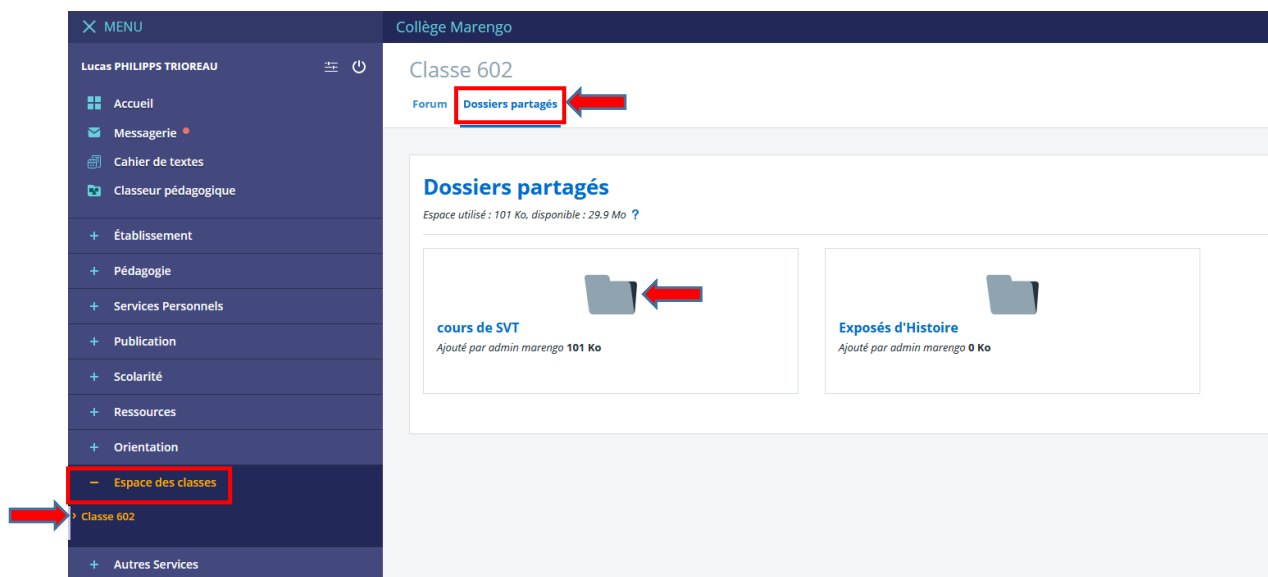 MENU
Collège Marengo
Lucas PHILIPPS TRIOREAU
Accueil
Messagerie
Cahier de textes
Classeur pédagogique
+ Établissement
+ Pédagogie
+ Services Personnels
+ Publication
+ Scolarité
+ Ressources
+ Orientation
− Espace des classes
› Classe 602
+ Autres Services
Classe 602
Forum Dossiers partagés
Dossiers partagés
Espace utilisé : 101 Ko, disponible : 29.9 Mo ?
cours de SVT
Ajouté par admin marengo 101 Ko
Exposés d'Histoire
Ajouté par admin marengo 0 Ko